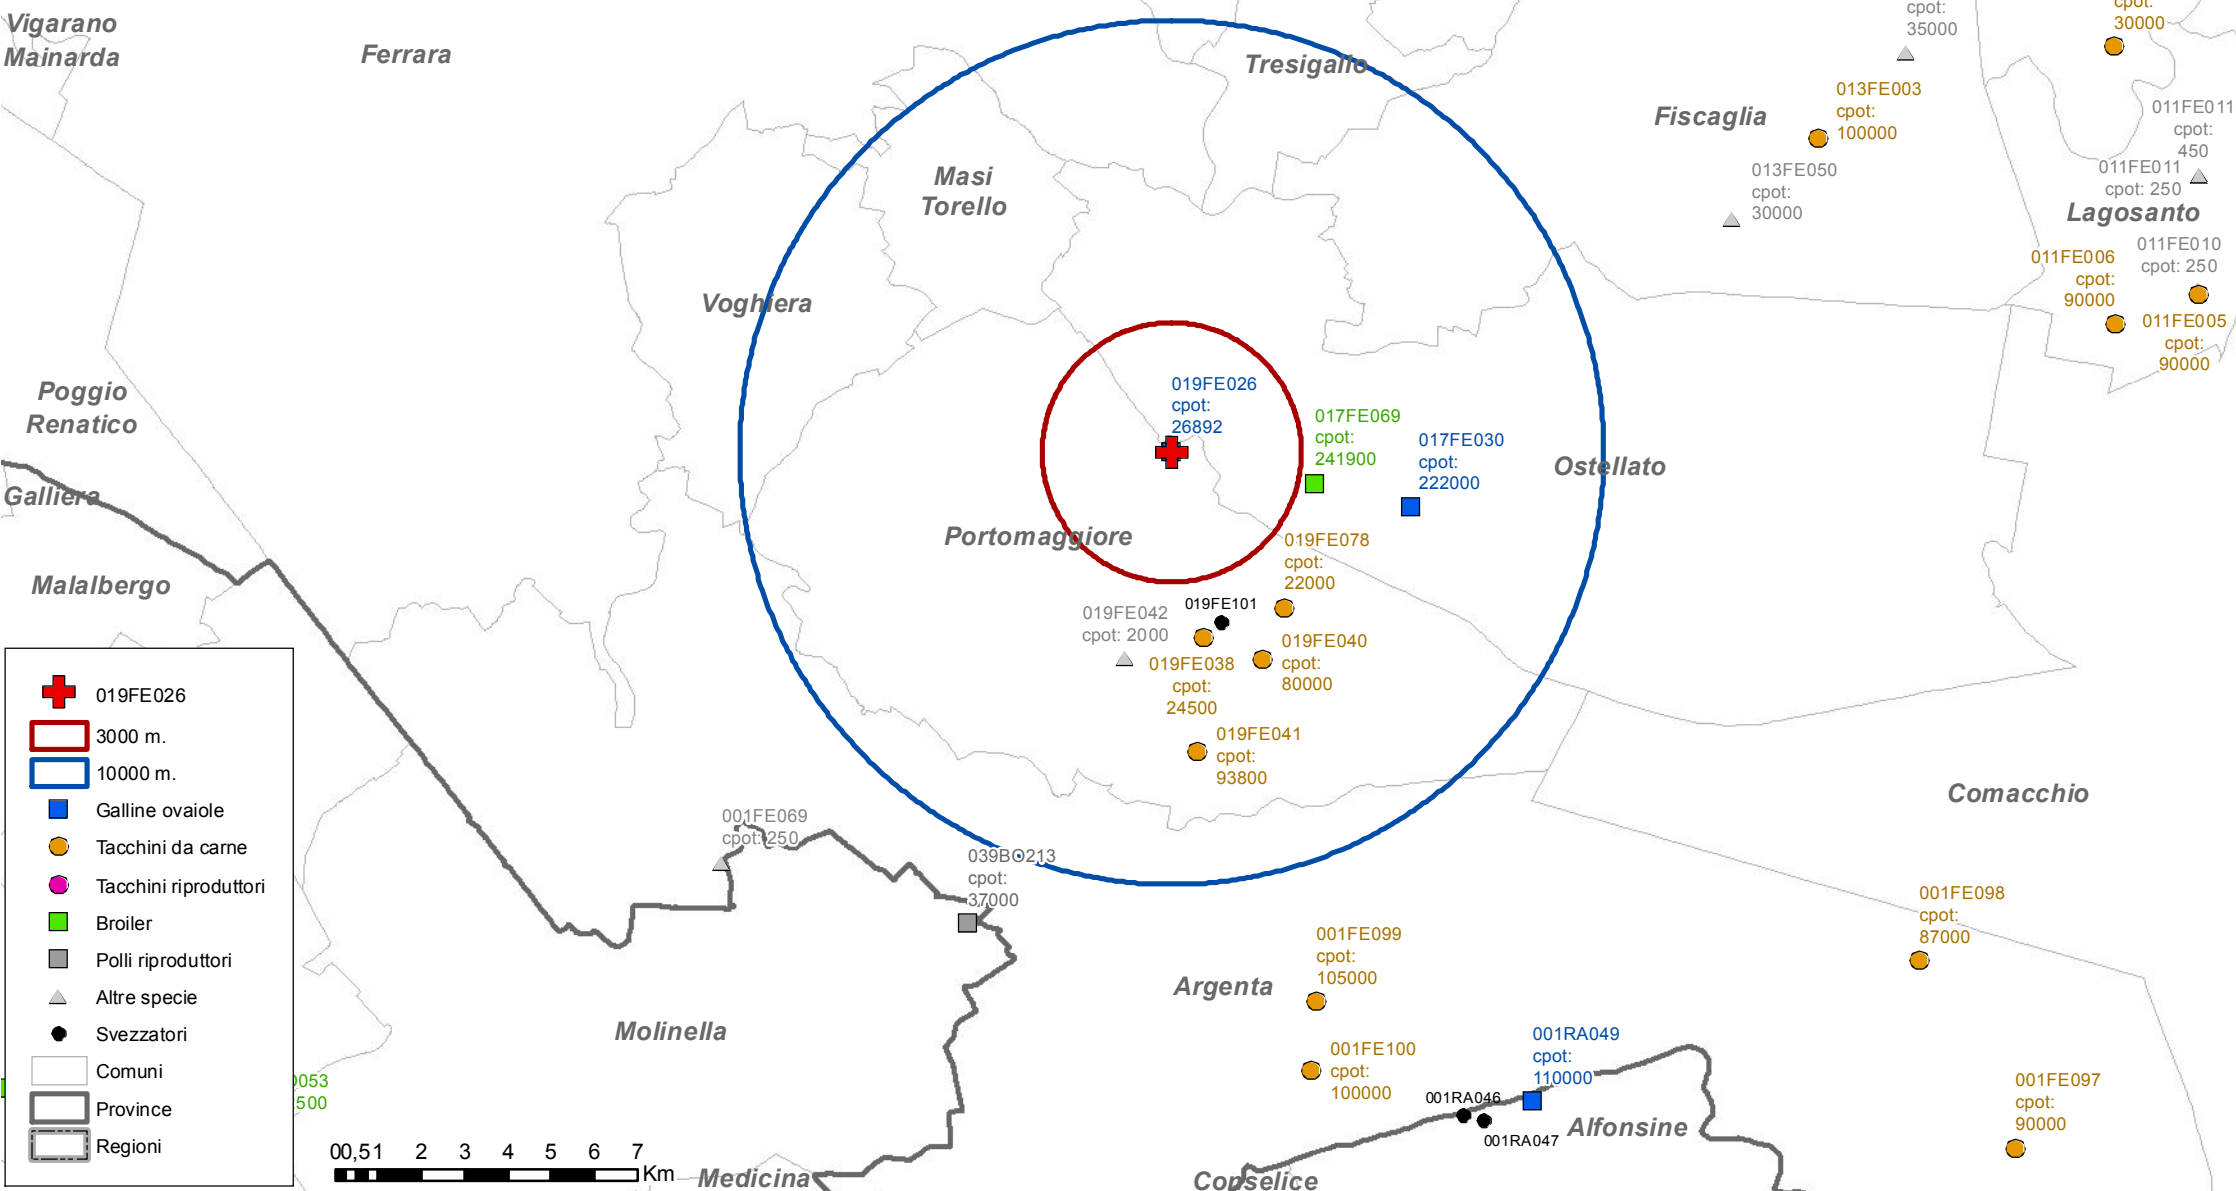 Vigarano
Mainarda
Ferrara
Tresigallo
cpot:
35000
cpot:
30000
013FE003
cpot:
100000
Fiscaglia
011FE011
cpot:
450
011FE011
cpot: 250
013FE050
cpot:
30000
Masi
Torello
Lagosanto
011FE010
cpot: 250
011FE006
cpot:
90000
011FE005
cpot:
90000
Voghiera
Poggio
Renatico
019FE026
cpot:
26892
017FE069
cpot:
241900
017FE030
cpot:
222000
Ostellato
Galliera
Portomaggiore
019FE078
cpot:
22000
Malalbergo
019FE101
019FE042
cpot: 2000
019FE040
cpot:
80000
019FE038
cpot:
24500
019FE041
cpot:
93800
Comacchio
001FE069
cpot: 250
039BO213
cpot:
37000
001FE098
cpot:
87000
001FE099
cpot:
105000
Argenta
Molinella
001RA049
cpot:
110000
001FE100
cpot:
100000
001RA046
001RA047
Alfonsine
001FE097
cpot:
90000
Medicina
Conselice
019FE026
3000 m.
10000 m.
Galline ovaiole
Tacchini da carne
Tacchini riproduttori
Broiler
Polli riproduttori
Altre specie
Svezzatori
Comuni
Province
Regioni
053
500
0 0,5 1 2 3 4 5 6 7
Km